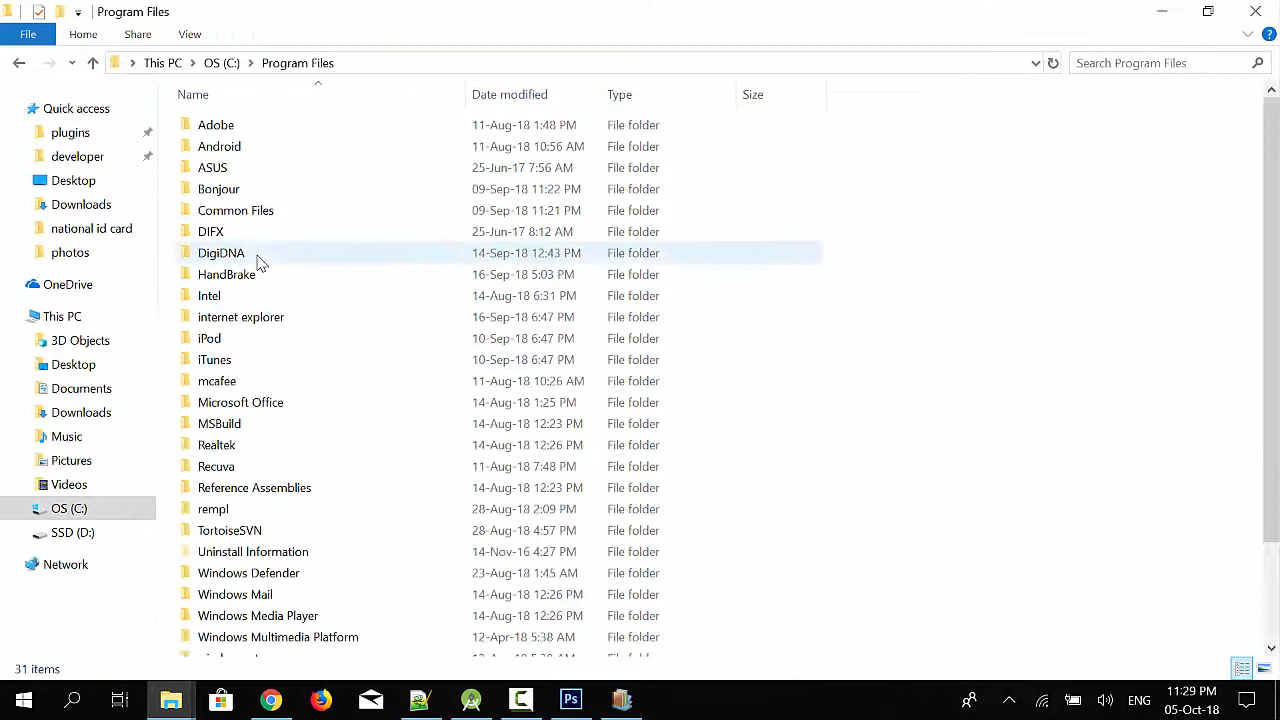 Program Files
File Home Share View
This PC OS (C:) Program Files Search Program Files
Name Date modified Type Size
Quick access
plugins
developer
Desktop
Downloads
national id card
photos
OneDrive
This PC
3D Objects
Desktop
Documents
Downloads
Music
Pictures
Videos
OS (C:)
SSD (D:)
Network
Adobe 11-Aug-18 1:48 PM File folder
Android 11-Aug-18 10:56 AM File folder
ASUS 25-Jun-17 7:56 AM File folder
Bonjour 09-Sep-18 11:22 PM File folder
Common Files 09-Sep-18 11:21 PM File folder
DIFX 25-Jun-17 8:12 AM File folder
DigiDNA 14-Sep-18 12:43 PM File folder
HandBrake 16-Sep-18 5:03 PM File folder
Intel 14-Aug-18 6:31 PM File folder
internet explorer 16-Sep-18 6:47 PM File folder
iPod 10-Sep-18 6:47 PM File folder
iTunes 10-Sep-18 6:47 PM File folder
mcafee 11-Aug-18 10:26 AM File folder
Microsoft Office 14-Aug-18 1:25 PM File folder
MSBuild 14-Aug-18 12:23 PM File folder
Realtek 14-Aug-18 12:26 PM File folder
Recuva 11-Aug-18 7:48 PM File folder
Reference Assemblies 14-Aug-18 12:23 PM File folder
rempl 28-Aug-18 2:09 PM File folder
TortoiseSVN 28-Aug-18 4:57 PM File folder
Uninstall Information 14-Nov-16 4:27 PM File folder
Windows Defender 23-Aug-18 1:45 AM File folder
Windows Mail 14-Aug-18 12:26 PM File folder
Windows Media Player 14-Aug-18 12:26 PM File folder
Windows Multimedia Platform 12-Apr-18 5:38 AM File folder
31 items
Ps
ENG
11:29 PM
05-Oct-18